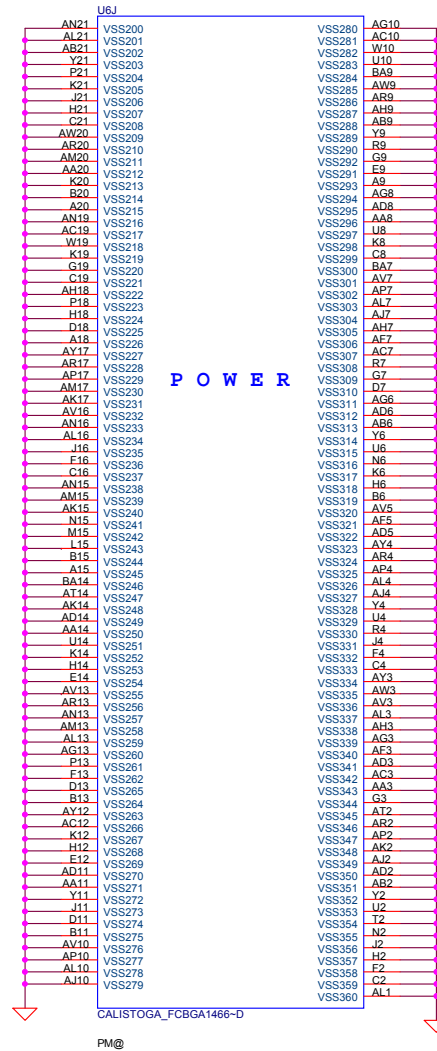 U6J
AN21 VSS200 VSS280 AG10
AL21 VSS201 VSS281 AC10
AB21 VSS202 VSS282 W10
Y21 VSS203 VSS283 U10
P21 VSS204 VSS284 BA9
K21 VSS205 VSS285 AW9
J21 VSS206 VSS286 AR9
H21 VSS207 VSS287 AH9
C21 VSS208 VSS288 AB9
AW20 VSS209 VSS289 Y9
AR20 VSS210 VSS290 R9
AM20 VSS211 VSS292 G9
AA20 VSS212 VSS291 E9
K20 VSS213 VSS293 A9
B20 VSS214 VSS294 AG8
A20 VSS215 VSS295 AD8
AN19 VSS216 VSS296 AA8
AC19 VSS217 VSS297 U8
W19 VSS218 VSS298 K8
K19 VSS219 VSS299 C8
G19 VSS220 VSS300 BA7
C19 VSS221 VSS301 AV7
AH18 VSS222 VSS302 AP7
P18 VSS223 VSS303 AL7
H18 VSS224 VSS304 AJ7
D18 VSS225 VSS305 AH7
A18 VSS226 VSS306 AF7
AY17 VSS227 VSS307 AC7
AR17 VSS228 VSS308 R7
AP17 VSS229 P O W E R VSS309 G7
AM17 VSS230 VSS310 D7
AK17 VSS231 VSS311 AG6
AV16 VSS232 VSS312 AD6
AN16 VSS233 VSS313 AB6
AL16 VSS234 VSS314 Y6
J16 VSS235 VSS315 U6
F16 VSS236 VSS316 N6
C16 VSS237 VSS317 K6
AN15 VSS238 VSS318 H6
AM15 VSS239 VSS319 B6
AK15 VSS240 VSS320 AV5
N15 VSS241 VSS321 AF5
M15 VSS242 VSS322 AD5
L15 VSS243 VSS323 AY4
B15 VSS244 VSS324 AR4
A15 VSS245 VSS325 AP4
BA14 VSS246 VSS326 AL4
AT14 VSS247 VSS327 AJ4
AK14 VSS248 VSS328 Y4
AD14 VSS249 VSS329 U4
AA14 VSS250 VSS330 R4
U14 VSS251 VSS331 J4
K14 VSS252 VSS332 F4
H14 VSS253 VSS333 C4
E14 VSS254 VSS334 AY3
AV13 VSS255 VSS335 AW3
AR13 VSS256 VSS336 AV3
AN13 VSS257 VSS337 AL3
AM13 VSS258 VSS338 AH3
AL13 VSS259 VSS339 AG3
AG13 VSS260 VSS340 AF3
P13 VSS261 VSS341 AD3
F13 VSS262 VSS342 AC3
D13 VSS265 VSS343 AA3
B13 VSS264 VSS344 G3
AY12 VSS263 VSS345 AT2
AC12 VSS266 VSS346 AR2
K12 VSS267 VSS347 AP2
H12 VSS268 VSS348 AK2
E12 VSS269 VSS349 AJ2
AD11 VSS270 VSS350 AD2
AA11 VSS271 VSS351 AB2
Y11 VSS272 VSS352 Y2
J11 VSS273 VSS353 U2
D11 VSS274 VSS354 T2
B11 VSS275 VSS355 N2
AV10 VSS276 VSS356 J2
AP10 VSS277 VSS357 H2
AL10 VSS278 VSS358 F2
AJ10 VSS279 VSS359 C2
VSS360 AL1
CALISTOGA_FCBGA1466~D
PM@